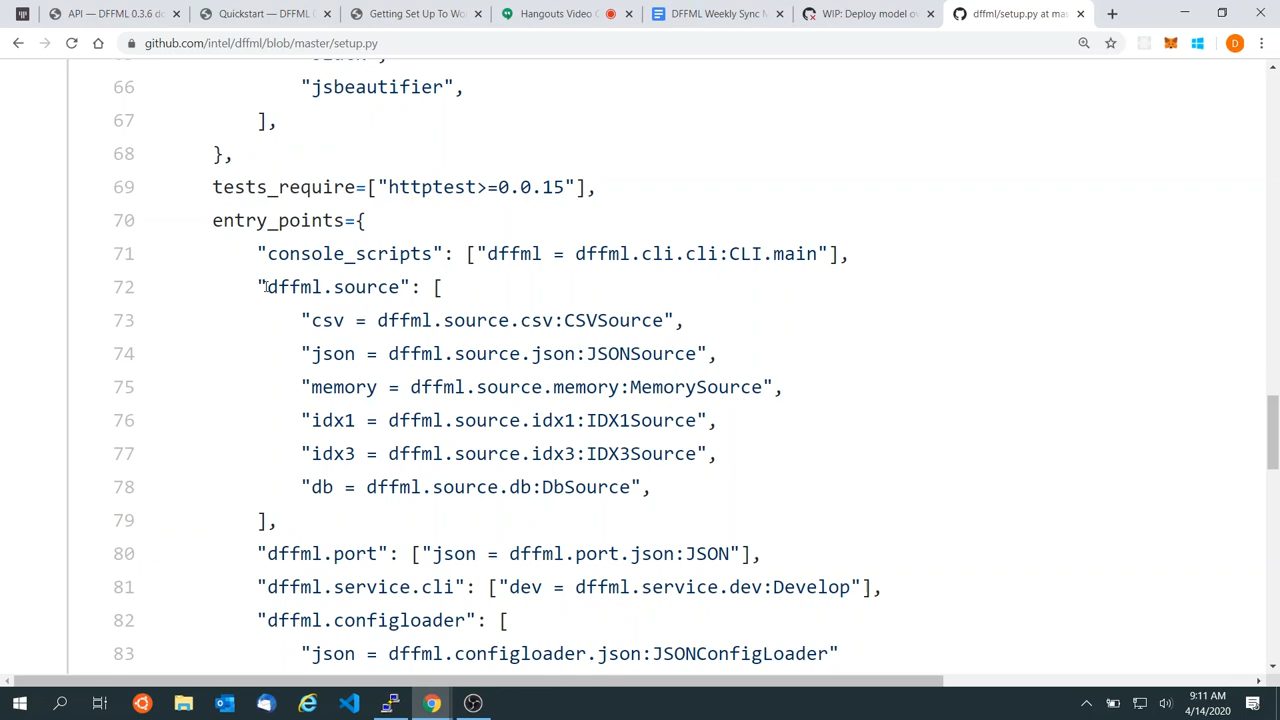 API — DFFML 0.3.6 do
Quickstart — DFFML 0
Getting Set Up To Wo
Hangouts Video C
DFFML Weekly Sync M
WIP: Deploy model ov
dffml/setup.py at mas
github.com/intel/dffml/blob/master/setup.py
D
66 "jsbeautifier",
67 ],
68 },
69 tests_require=["httptest>=0.0.15"],
70 entry_points={
71 "console_scripts": ["dffml = dffml.cli.cli:CLI.main"],
72 "dffml.source": [
73 "csv = dffml.source.csv:CSVSource",
74 "json = dffml.source.json:JSONSource",
75 "memory = dffml.source.memory:MemorySource",
76 "idx1 = dffml.source.idx1:IDX1Source",
77 "idx3 = dffml.source.idx3:IDX3Source",
78 "db = dffml.source.db:DbSource",
79 ],
80 "dffml.port": ["json = dffml.port.json:JSON"],
81 "dffml.service.cli": ["dev = dffml.service.dev:Develop"],
82 "dffml.configloader": [
83 "json = dffml.configloader.json:JSONConfigLoader"
9:11 AM
4/14/2020